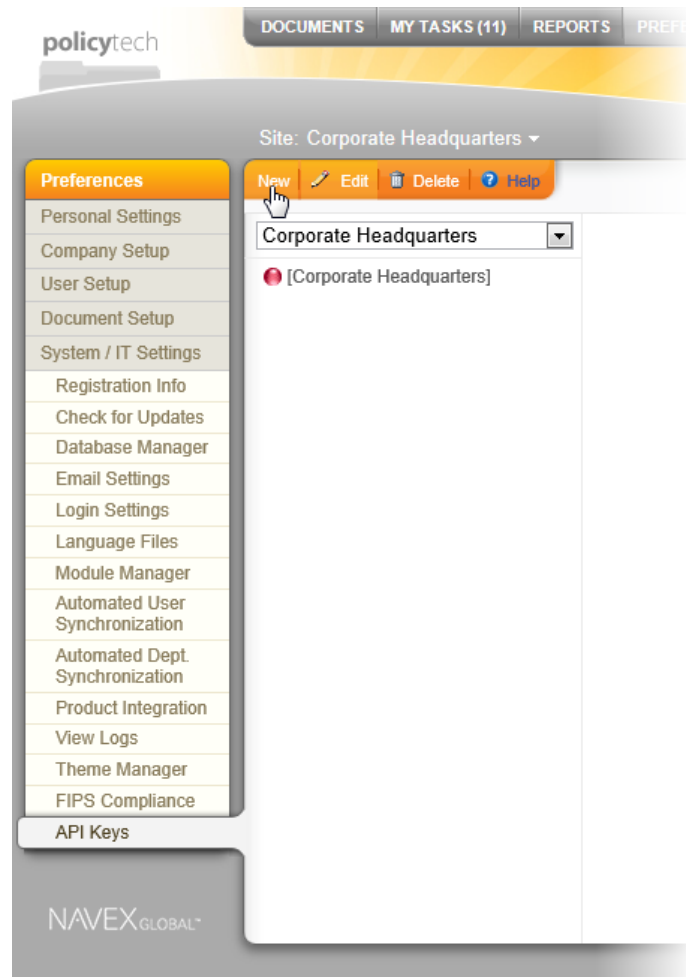 policytech
DOCUMENTS MY TASKS (11) REPORTS
Site: Corporate Headquarters
Preferences
New Edit Delete Help
Personal Settings
Company Setup
User Setup
Document Setup
System / IT Settings
Registration Info
Check for Updates
Database Manager
Email Settings
Login Settings
Language Files
Module Manager
Automated User
Synchronization
Automated Dept.
Synchronization
Product Integration
View Logs
Theme Manager
FIPS Compliance
API Keys
Corporate Headquarters
[Corporate Headquarters]
NAVEX GLOBAL™